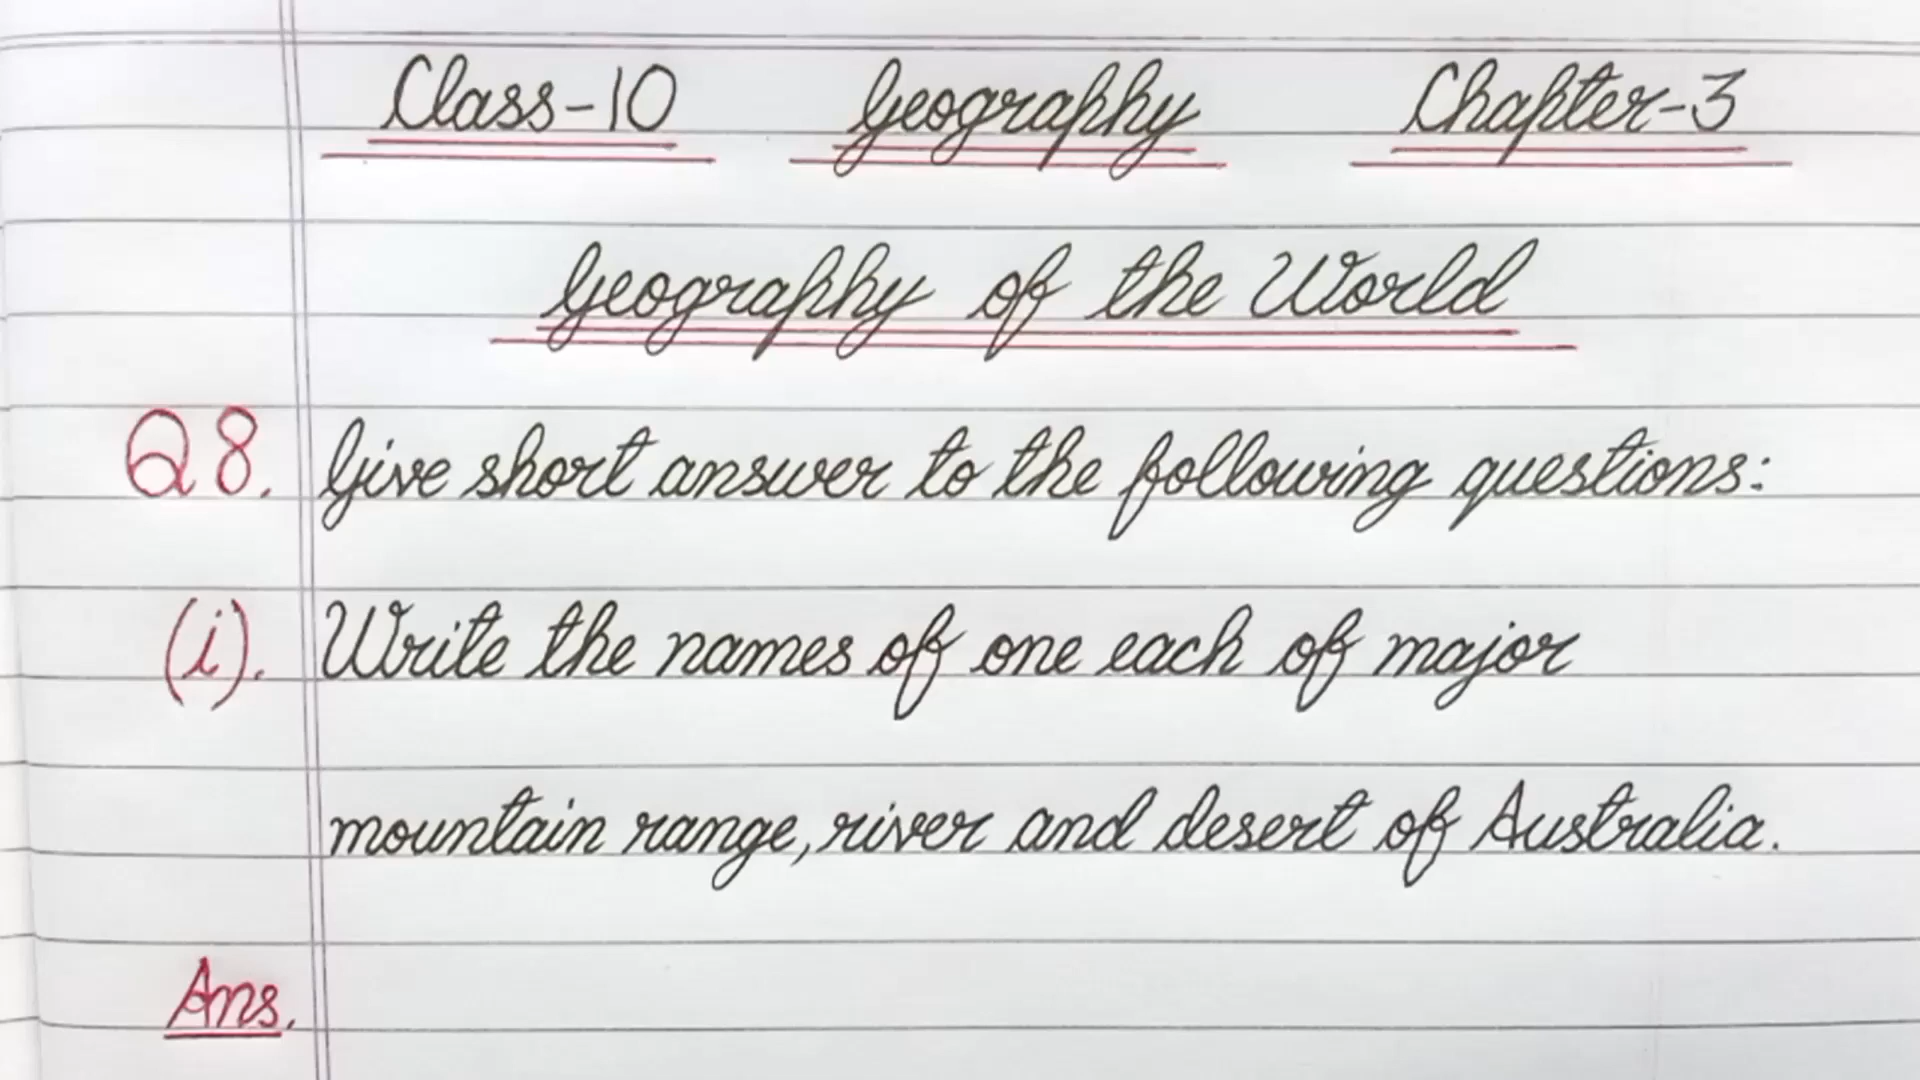 Class-10 Geography Chapter-3
Geography of the World
Q8. Give short answer to the following questions:
(i). Write the names of one each of major
mountain range, river and desert of Australia.
Ans.